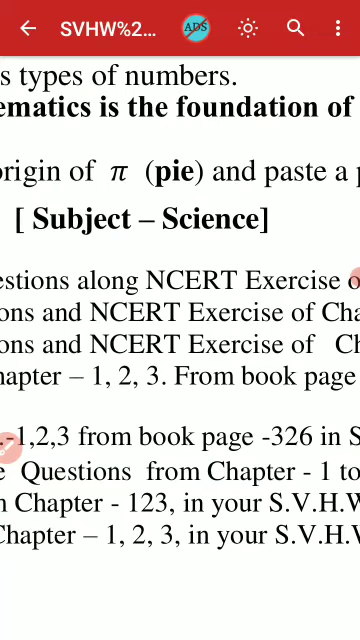 SVHW%2...
ADS
s types of numbers.
ematics is the foundation of
origin of π (pie) and paste a p
[ Subject – Science]
estions along NCERT Exercise o
ons and NCERT Exercise of Cha
ons and NCERT Exercise of Ch
hapter – 1, 2, 3. From book page
.-1,2,3 from book page -326 in S
e Questions from Chapter - 1 to
n Chapter - 123, in your S.V.H.W
Chapter – 1, 2, 3, in your S.V.H.W